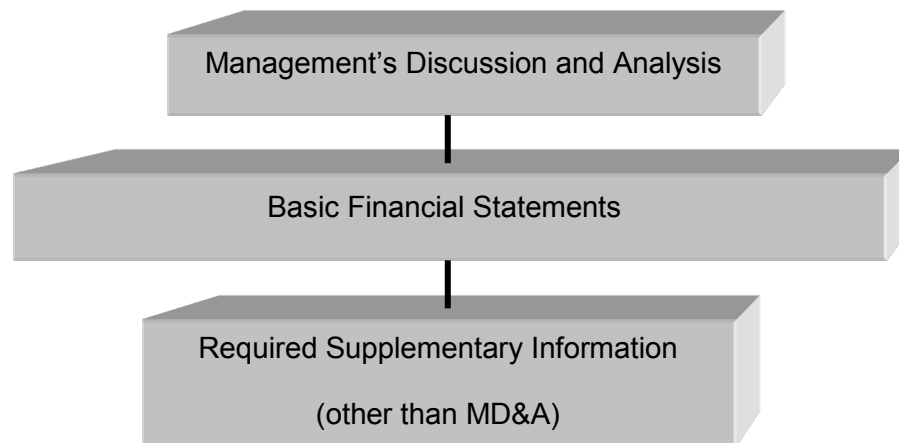 Management’s Discussion and Analysis
Basic Financial Statements
Required Supplementary Information
(other than MD&A)